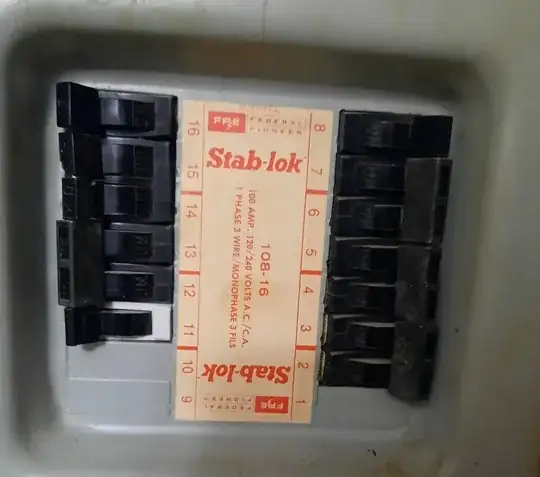 FPE FEDERAL PIONEER
Stab-lok
108-16
100 AMP. 120/240 VOLTS A.C./C.A.
1 PHASE 3 WIRE/MONOPHASE 3 FILS
Stab-lok
FPE FEDERAL PIONEER
16
15
14
13
12
11
10
9
8
7
6
5
4
3
2
1